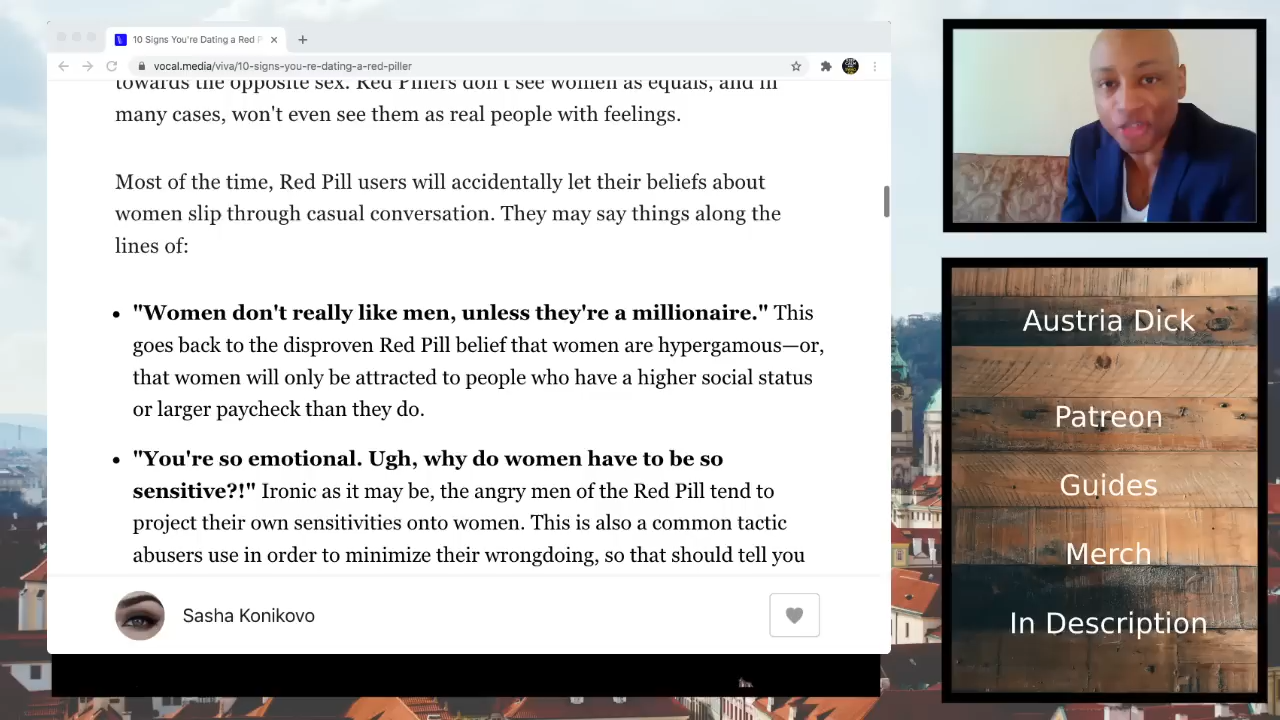 10 Signs You're Dating a Red P
vocal.media/viva/10-signs-you-re-dating-a-red-piller
towards the opposite sex. Red Pillers don't see women as equals, and in
many cases, won't even see them as real people with feelings.
Most of the time, Red Pill users will accidentally let their beliefs about
women slip through casual conversation. They may say things along the
lines of:
"Women don't really like men, unless they're a millionaire." This
goes back to the disproven Red Pill belief that women are hypergamous—or,
that women will only be attracted to people who have a higher social status
or larger paycheck than they do.
"You're so emotional. Ugh, why do women have to be so
sensitive?!" Ironic as it may be, the angry men of the Red Pill tend to
project their own sensitivities onto women. This is also a common tactic
abusers use in order to minimize their wrongdoing, so that should tell you
Sasha Konikovo
Austria Dick
Patreon
Guides
Merch
In Description